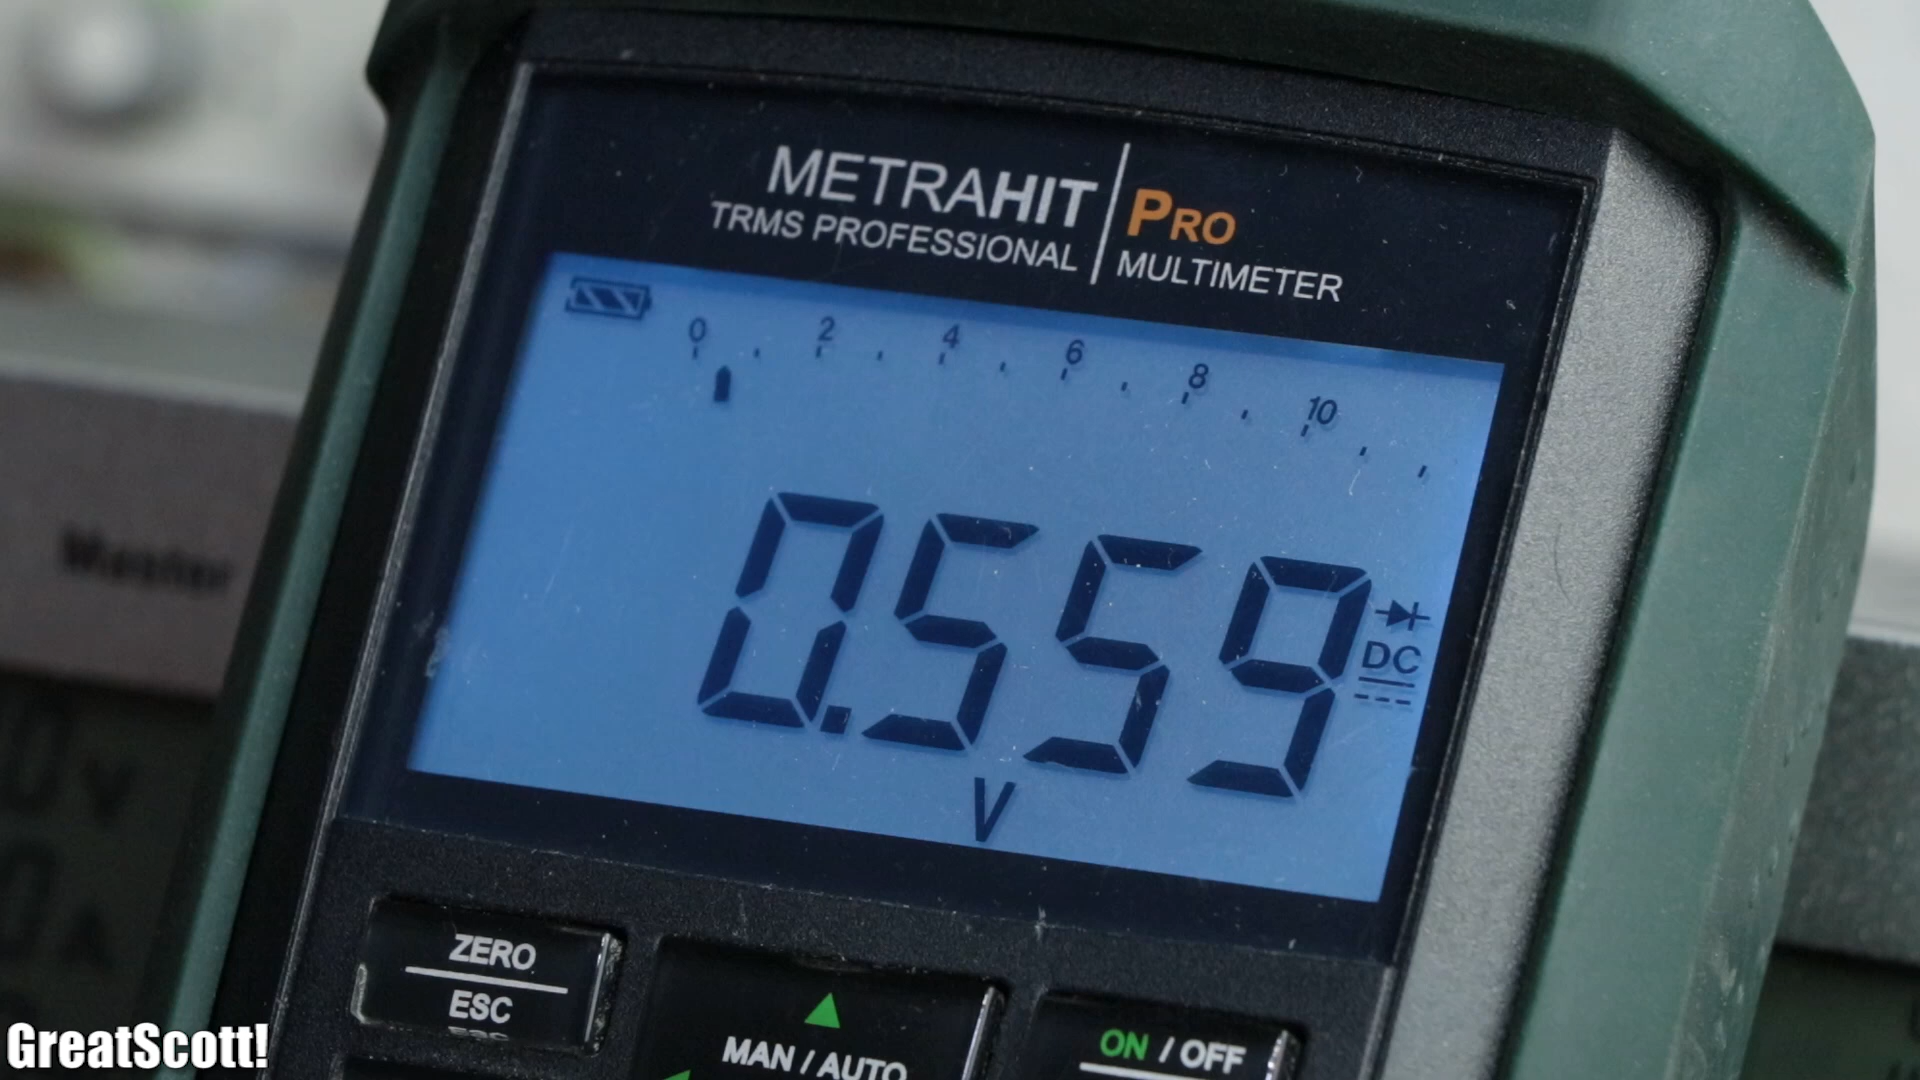 METRAHIT Pro
TRMS PROFESSIONAL MULTIMETER
0 2 4 6 8 10
0.559
DC
V
ZERO
ESC
MAN / AUTO
ON / OFF
Master
GreatScott!